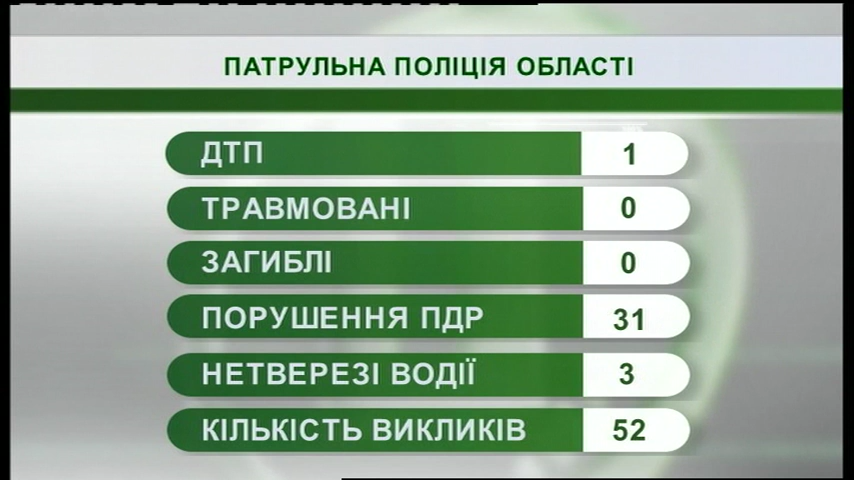 ПАТРУЛЬНА ПОЛІЦІЯ ОБЛАСТІ
ДТП 1
ТРАВМОВАНІ 0
ЗАГИБЛІ 0
ПОРУШЕННЯ ПДР 31
НЕТВЕРЕЗІ ВОДІЇ 3
КІЛЬКІСТЬ ВИКЛИКІВ 52